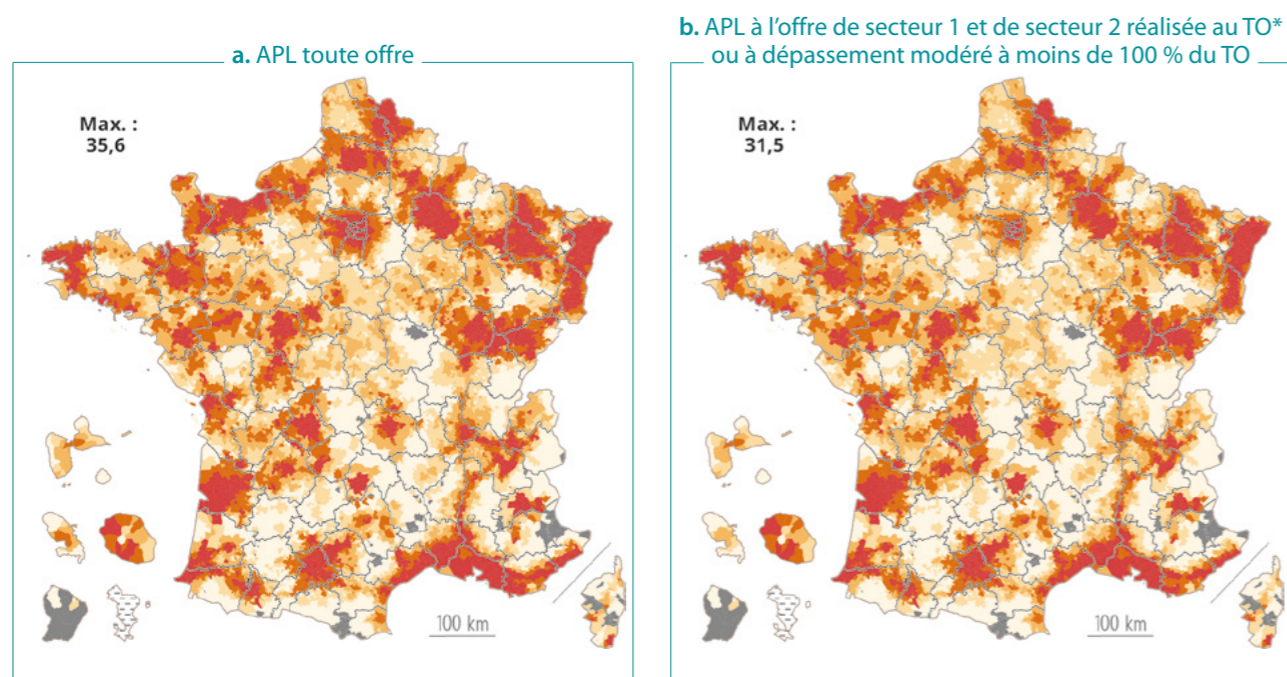 a. APL toute offre
Max. :
35,6
100 km
b. APL à l’offre de secteur 1 et de secteur 2 réalisée au TO*
ou à dépassement modéré à moins de 100 % du TO
Max. :
31,5
100 km